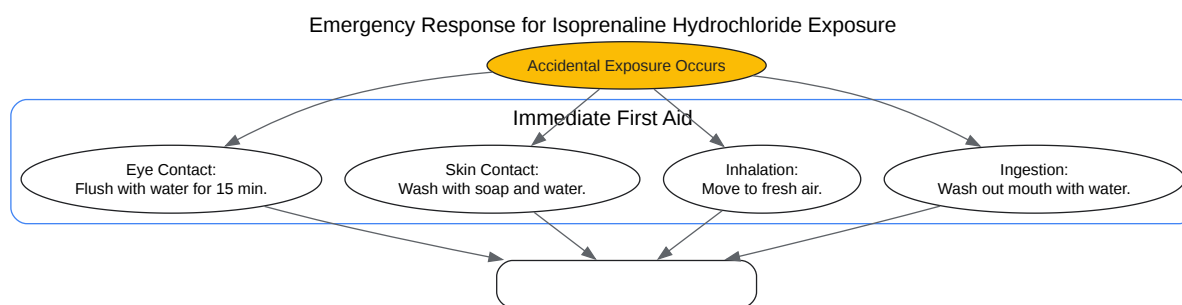 Emergency Response for Isoprenaline Hydrochloride Exposure
Accidental Exposure Occurs
Immediate First Aid
Eye Contact:
Flush with water for 15 min.
Skin Contact:
Wash with soap and water.
Inhalation:
Move to fresh air.
Ingestion:
Wash out mouth with water.